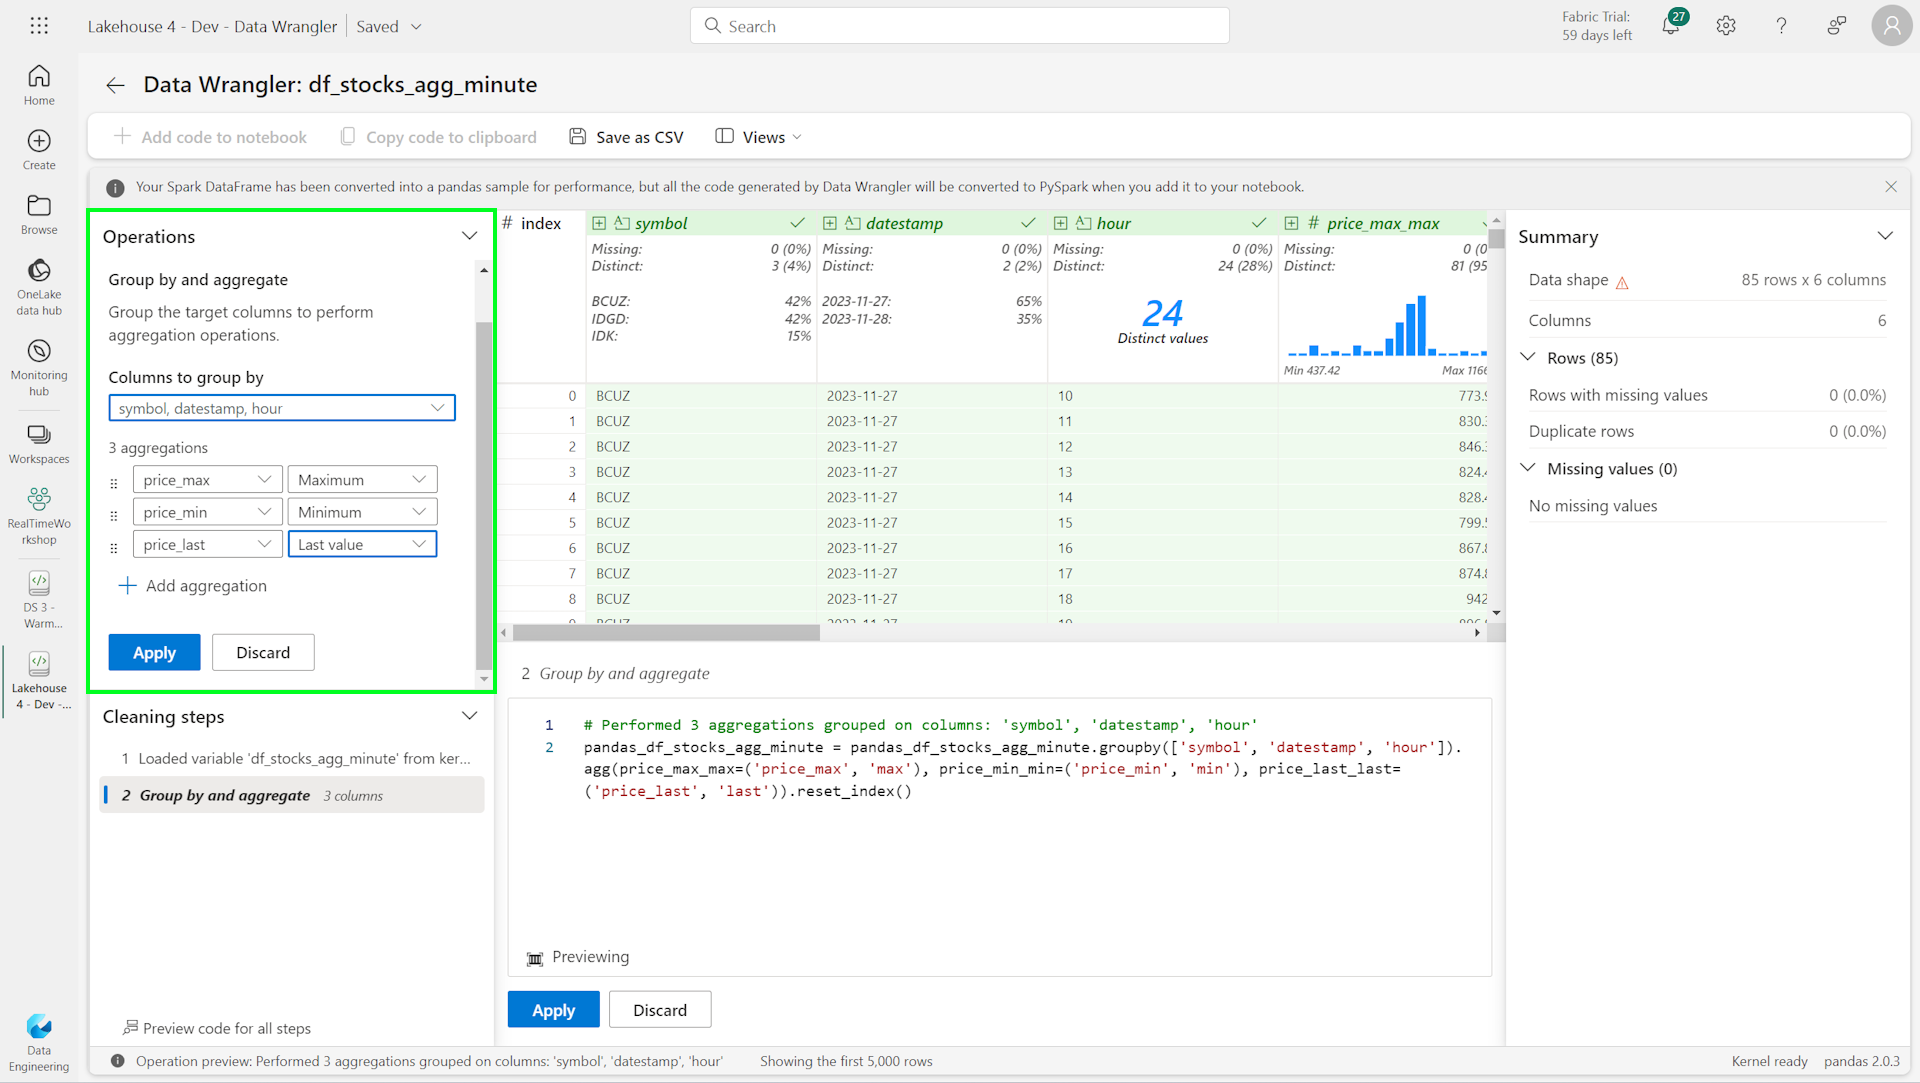 Lakehouse 4 - Dev - Data Wrangler
Saved
Search
Fabric Trial:
59 days left
27
Home
Create
Browse
OneLake
data hub
Monitoring
hub
Workspaces
RealTimeWo
rkshop
DS 3 -
Warm...
Lakehouse
4 - Dev -...
Data
Engineering
Data Wrangler: df_stocks_agg_minute
Add code to notebook
Copy code to clipboard
Save as CSV
Views
Your Spark DataFrame has been converted into a pandas sample for performance, but all the code generated by Data Wrangler will be converted to PySpark when you add it to your notebook.
Operations
Group by and aggregate
Group the target columns to perform
aggregation operations.
Columns to group by
symbol, datestamp, hour
3 aggregations
price_max Maximum
price_min Minimum
price_last Last value
Add aggregation
Apply Discard
Cleaning steps
1 Loaded variable 'df_stocks_agg_minute' from ker...
2 Group by and aggregate 3 columns
Preview code for all steps
# index symbol datestamp hour # price_max_max
Missing: 0 (0%) Missing: 0 (0%) Missing: 0 (0%) Missing: 0 (0
Distinct: 3 (4%) Distinct: 2 (2%) Distinct: 24 (28%) Distinct: 81 (95
BCUZ: 42% 2023-11-27: 65%
IDGD: 42% 2023-11-28: 35%
IDK: 15%
24
Distinct values
Min 437.42 Max 1166
0 BCUZ 2023-11-27 10 773.9
1 BCUZ 2023-11-27 11 830.
2 BCUZ 2023-11-27 12 846.
3 BCUZ 2023-11-27 13 824.
4 BCUZ 2023-11-27 14 828.
5 BCUZ 2023-11-27 15 799.
6 BCUZ 2023-11-27 16 867.8
7 BCUZ 2023-11-27 17 874.8
8 BCUZ 2023-11-27 18 942
2 Group by and aggregate
1 # Performed 3 aggregations grouped on columns: 'symbol', 'datestamp', 'hour'
2 pandas_df_stocks_agg_minute = pandas_df_stocks_agg_minute.groupby(['symbol', 'datestamp', 'hour']).
agg(price_max_max=('price_max', 'max'), price_min_min=('price_min', 'min'), price_last_last=
('price_last', 'last')).reset_index()
Previewing
Apply Discard
Summary
Data shape 85 rows x 6 columns
Columns 6
Rows (85)
Rows with missing values 0 (0.0%)
Duplicate rows 0 (0.0%)
Missing values (0)
No missing values
Operation preview: Performed 3 aggregations grouped on columns: 'symbol', 'datestamp', 'hour'
Showing the first 5,000 rows
Kernel ready
pandas 2.0.3